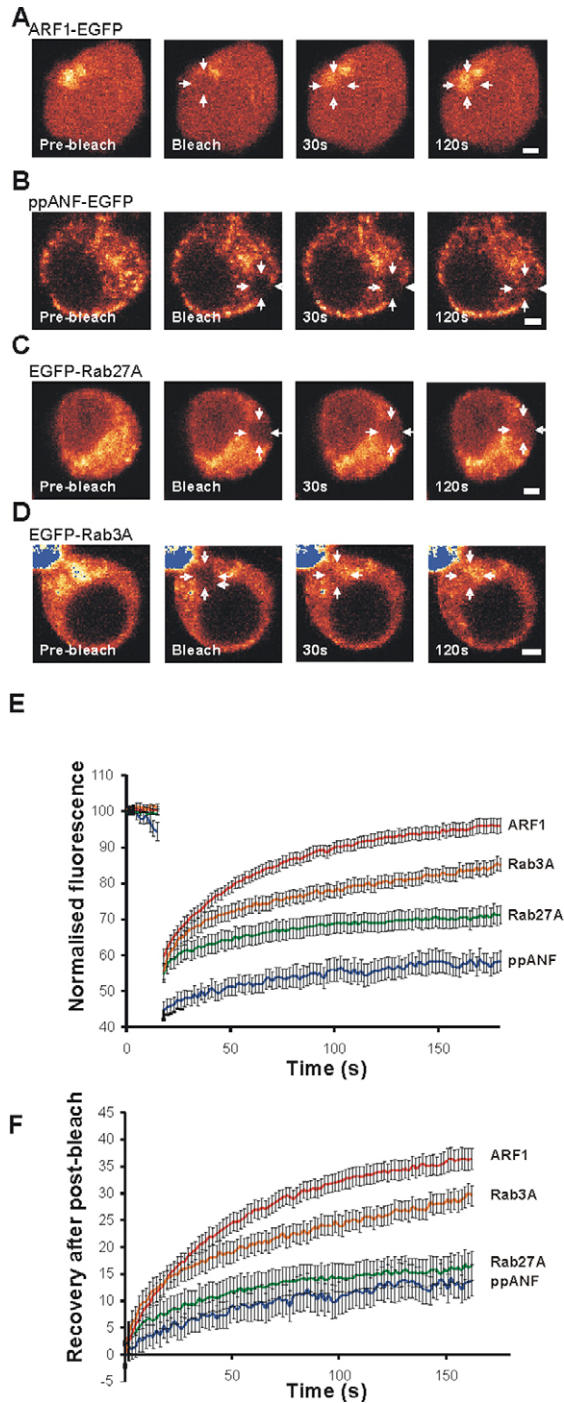 A
ARF1-EGFP
Pre-bleach Bleach 30s 120s
B
ppANF-EGFP
Pre-bleach Bleach 30s 120s
C
EGFP-Rab27A
Pre-bleach Bleach 30s 120s
D
EGFP-Rab3A
Pre-bleach Bleach 30s 120s
E
Normalised fluorescence
110
100
90
80
70
60
50
40
0 50 100 150
Time (s)
ARF1
Rab3A
Rab27A
ppANF
F
Recovery after post-bleach
45
40
35
30
25
20
15
10
5
0
-5
50 100 150
Time (s)
ARF1
Rab3A
Rab27A
ppANF